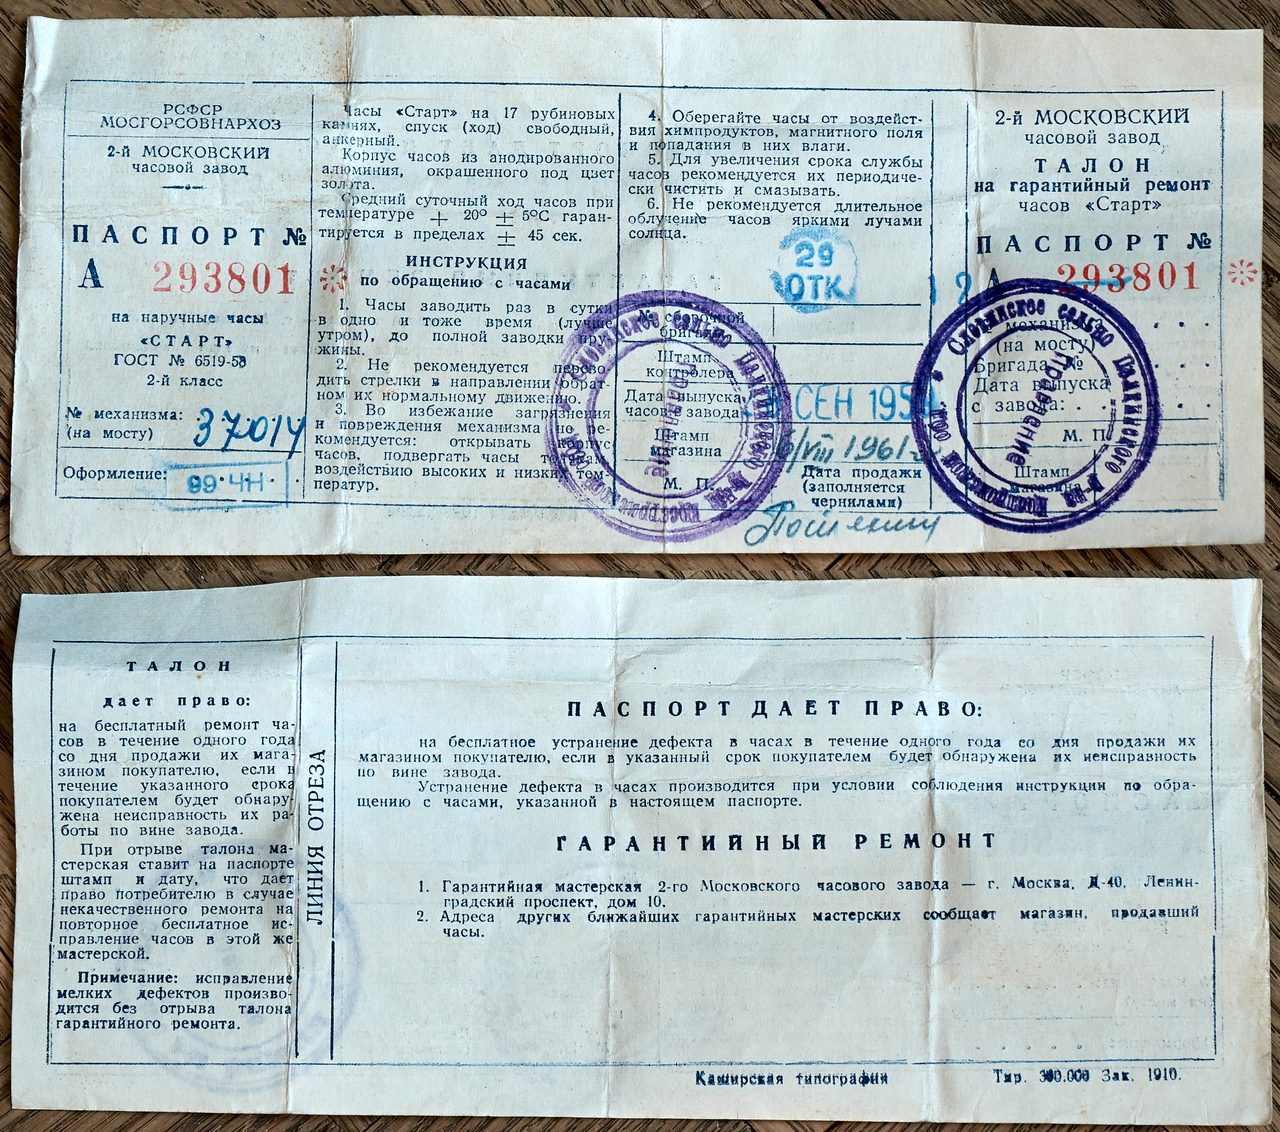 РСФСР
МОСГОРСОВНАРХОЗ
2-й МОСКОВСКИЙ
часовой завод
ПАСПОРТ №
А 293801
на наручные часы
«СТАРТ»
ГОСТ № 6519-53
2-й класс
№ механизма:
(на мосту) 37014
Оформление: 99·ЧН
Часы «Старт» на 17 рубиновых
камнях, спуск (ход) свободный,
анкерный.
Корпус часов из анодированного
алюминия, окрашенного под цвет
золота.
Средний суточный ход часов при
температуре + 20° ± 5°С гаран-
тируется в пределах ± 45 сек.
ИНСТРУКЦИЯ
по обращению с часами
1. Часы заводить раз в сутки
в одно и тоже время (лучше
утром), до полной заводки пру-
жины.
2. Не рекомендуется перево-
дить стрелки в направлении обрат-
ном их нормальному движению.
3. Во избежание загрязнения
и повреждения механизма не ре-
комендуется: открывать корпус
часов, подвергать часы толчкам,
воздействию высоких и низких тем-
ператур.
4. Оберегайте часы от воздейст-
вия химпродуктов, магнитного поля
и попадания в них влаги.
5. Для увеличения срока службы
часов рекомендуется их периодиче-
ски чистить и смазывать.
6. Не рекомендуется длительное
облучение часов яркими лучами
солнца.
29
ОТК
№ сборочной
бригады
Штамп
контролера
Дата выпуска
часов завода
СЕН 195
Штамп
магазина
6/VIII 1961 г
М. П.
Дата продажи
(заполняется
чернилами)
Правление
2-й МОСКОВСКИЙ
часовой завод
ТАЛОН
на гарантийный ремонт
часов «Старт»
ПАСПОРТ №
А 293801
механизма
(на мосту)
Бригада №
Дата выпуска
с завода:
М. П.
Штамп
магазина
Правление
ТАЛОН
дает право:
на бесплатный ремонт ча-
сов в течение одного года
со дня продажи их мага-
зином покупателю, если в
течение указанного срока
покупателем будет обнару-
жена неисправность их ра-
боты по вине завода.
При отрыве талона ма-
стерская ставит на паспорте
штамп и дату, что дает
право потребителю в случае
некачественного ремонта на
повторное бесплатное ис-
правление часов в этой же
мастерской.
Примечание: исправление
мелких дефектов произво-
дится без отрыва талона
гарантийного ремонта.
ЛИНИЯ ОТРЕЗА
ПАСПОРТ ДАЕТ ПРАВО:
на бесплатное устранение дефекта в часах в течение одного года со дня продажи их
магазином покупателю, если в указанный срок покупателем будет обнаружена их неисправность
по вине завода.
Устранение дефекта в часах производится при условии соблюдения инструкции по обра-
щению с часами, указанной в настоящем паспорте.
ГАРАНТИЙНЫЙ РЕМОНТ
1. Гарантийная мастерская 2-го Московского часового завода — г. Москва, Д-40, Ленин-
градский проспект, дом 10.
2. Адреса других ближайших гарантийных мастерских сообщает магазин, продавший
часы.
Каширская типография
Тир. 300.000 Зак. 1910.